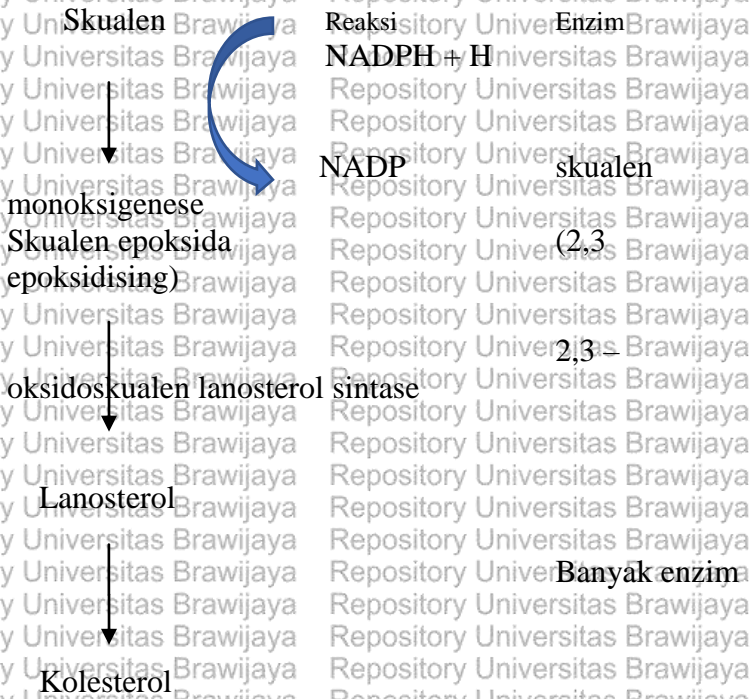 Skualen Reaksi Enzim
NADPH + H
NADP skualen
monoksigenese
Skualen epoksida (2,3
epoksidising)
2,3 –
oksidoskualen lanosterol sintase
Lanosterol
Banyak enzim
Kolesterol